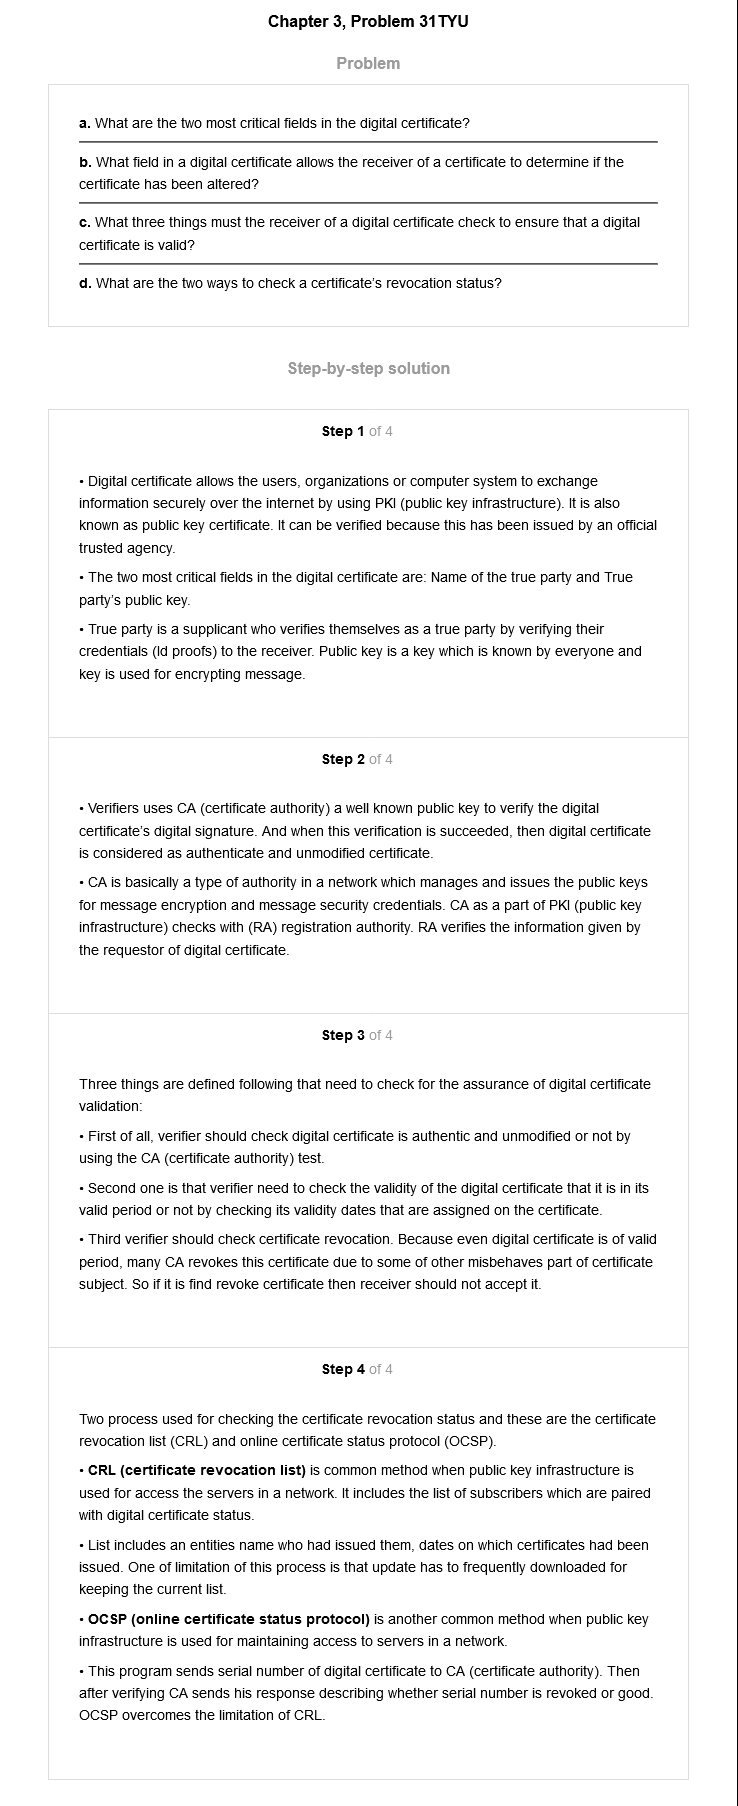 Chapter 3, Problem 31TYU
Problem
a. What are the two most critical fields in the digital certificate?
b. What field in a digital certificate allows the receiver of a certificate to determine if the
certificate has been altered?
c. What three things must the receiver of a digital certificate check to ensure that a digital
certificate is valid?
d. What are the two ways to check a certificate's revocation status?
Step-by-step solution
Step 1 of 4
• Digital certificate allows the users, organizations or computer system to exchange
information securely over the internet by using PKI (public key infrastructure). It is also
known as public key certificate. It can be verified because this has been issued by an official
trusted agency.
• The two most critical fields in the digital certificate are: Name of the true party and True
party's public key.
• True party is a supplicant who verifies themselves as a true party by verifying their
credentials (Id proofs) to the receiver. Public key is a key which is known by everyone and
key is used for encrypting message.
Step 2 of 4
• Verifiers uses CA (certificate authority) a well known public key to verify the digital
certificate's digital signature. And when this verification is succeeded, then digital certificate
is considered as authenticate and unmodified certificate.
• CA is basically a type of authority in a network which manages and issues the public keys
for message encryption and message security credentials. CA as a part of PKI (public key
infrastructure) checks with (RA) registration authority. RA verifies the information given by
the requestor of digital certificate.
Step 3 of 4
Three things are defined following that need to check for the assurance of digital certificate
validation:
• First of all, verifier should check digital certificate is authentic and unmodified or not by
using the CA (certificate authority) test.
• Second one is that verifier need to check the validity of the digital certificate that it is in its
valid period or not by checking its validity dates that are assigned on the certificate.
• Third verifier should check certificate revocation. Because even digital certificate is of valid
period, many CA revokes this certificate due to some of other misbehaves part of certificate
subject. So if it is find revoke certificate then receiver should not accept it.
Step 4 of 4
Two process used for checking the certificate revocation status and these are the certificate
revocation list (CRL) and online certificate status protocol (OCSP).
• CRL (certificate revocation list) is common method when public key infrastructure is
used for access the servers in a network. It includes the list of subscribers which are paired
with digital certificate status.
• List includes an entities name who had issued them, dates on which certificates had been
issued. One of limitation of this process is that update has to frequently downloaded for
keeping the current list.
• OCSP (online certificate status protocol) is another common method when public key
infrastructure is used for maintaining access to servers in a network.
• This program sends serial number of digital certificate to CA (certificate authority). Then
after verifying CA sends his response describing whether serial number is revoked or good.
OCSP overcomes the limitation of CRL.